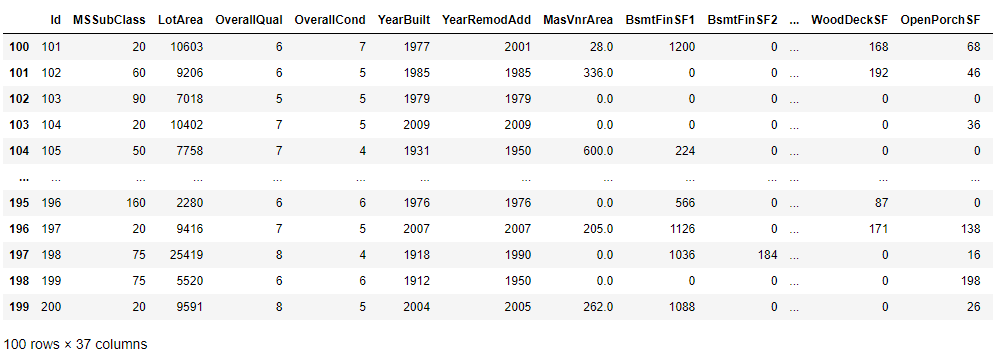 Id MSSubClass LotArea OverallQual OverallCond YearBuilt YearRemodAdd MasVnrArea BsmtFinSF1 BsmtFinSF2 ... WoodDeckSF OpenPorchSF
100 101 20 10603 6 7 1977 2001 28.0 1200 0 ... 168 68
101 102 60 9206 6 5 1985 1985 336.0 0 0 ... 192 46
102 103 90 7018 5 5 1979 1979 0.0 0 0 ... 0 0
103 104 20 10402 7 5 2009 2009 0.0 0 0 ... 0 36
104 105 50 7758 7 4 1931 1950 600.0 224 0 ... 0 0
... ... ... ... ... ... ... ... ... ... ... ... ... ...
195 196 160 2280 6 6 1976 1976 0.0 566 0 ... 87 0
196 197 20 9416 7 5 2007 2007 205.0 1126 0 ... 171 138
197 198 75 25419 8 4 1918 1990 0.0 1036 184 ... 0 16
198 199 75 5520 6 6 1912 1950 0.0 0 0 ... 0 198
199 200 20 9591 8 5 2004 2005 262.0 1088 0 ... 0 26
100 rows × 37 columns